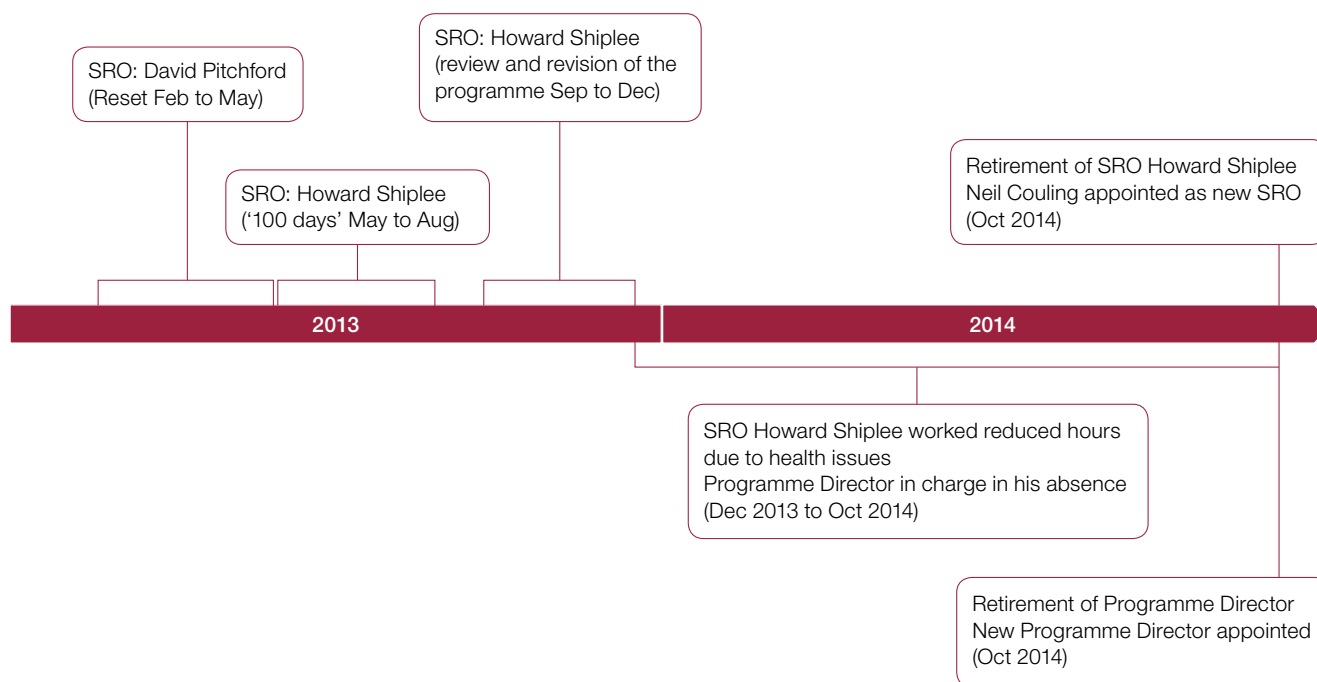 SRO: David Pitchford
(Reset Feb to May)
SRO: Howard Shiplee
(‘100 days’ May to Aug)
SRO: Howard Shiplee
(review and revision of the
programme Sep to Dec)
Retirement of SRO Howard Shiplee
Neil Couling appointed as new SRO
(Oct 2014)
2013
2014
SRO Howard Shiplee worked reduced hours
due to health issues
Programme Director in charge in his absence
(Dec 2013 to Oct 2014)
Retirement of Programme Director
New Programme Director appointed
(Oct 2014)